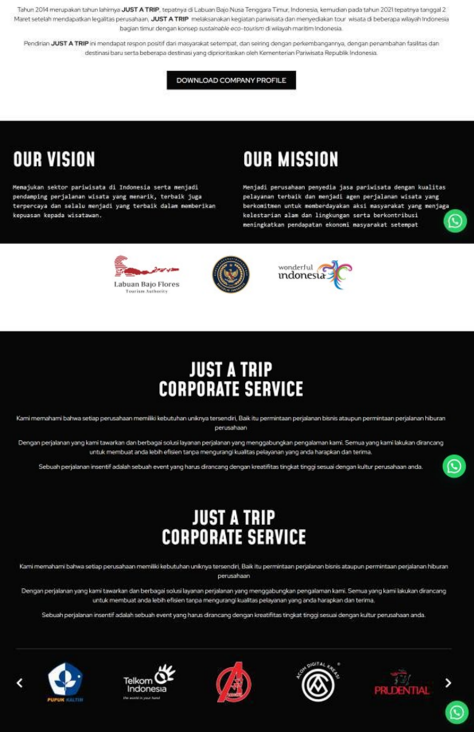 Tahun 2014 merupakan tahun lahirnya JUST A TRIP, tepatnya di Labuan Bajo Nusa Tenggara Timur, Indonesia, kemudian pada tahun 2021 tepatnya tanggal 2
Maret setelah mendapatkan legalitas perusahaan, JUST A TRIP melaksanakan kegiatan pariwisata dan menyediakan tour wisuta di beberapa wilayah Indonesia
bagian timur dengan konsep sustainable eco-tourism di wilayah maritim Indonesia.
Pendirian JUST A TRIP ini mendapat respon positif dari masyarakat setempat, dan seiring dengan perkembangannya, dengan penambahan fasilitas dan
destinasi baru serta beberapa destinasi yang diprioritaskan oleh Kementerian Pariwisata Republik Indonesia.
DOWNLOAD COMPANY PROFILE
OUR VISION
Memajukan sektor pariwisata di Indonesia serta menjadi
pendamping perjalanan wisata yang menarik, terbaik juga
terpercaya dan selalu menjadi yang terbaik dalam memberikan
kepuasan kepada wisatawan.
OUR MISSION
Menjadi perusahaan penyedia jasa pariwisata dengan kualitas
pelayanan terbaik dan menjadi agen perjalanan wisata yang
berkomitmen untuk memberdayakan aksi masyarakat yang menjaga
kelestarian alam dan lingkungan serta berkontribusi
meningkatkan pendapatan ekonomi masyarakat setempat
Labuan Bajo Flores
Tourism Authority
wonderful
indonesia
JUST A TRIP
CORPORATE SERVICE
Kami memahami bahwa setiap perusahaan memiliki kebutuhan uniknya tersendiri, Baik itu permintaan perjalanan bisnis ataupun permintaan perjalanan hiburan
perusahaan
Dengan perjalanan yang kami tawarkan dan berbagai solusi layanan perjalanan yang menggabungkan pengalaman kami. Semua yang kami lakukan dirancang
untuk membuat anda lebih efisien tanpa mengurangi kualitas pelayanan yang anda harapkan dan terima.
Sebuah perjalanan insentif adalah sebuah event yang harus dirancang dengan kreatifitas tingkat tinggi sesuai dengan kultur perusahaan anda.
JUST A TRIP
CORPORATE SERVICE
Kami memahami bahwa setiap perusahaan memiliki kebutuhan uniknya tersendiri, Baik itu permintaan perjalanan bisnis ataupun permintaan perjalanan hiburan
perusahaan
Dengan perjalanan yang kami tawarkan dan berbagai solusi layanan perjalanan yang menggabungkan pengalaman kami. Semua yang kami lakukan dirancang
untuk membuat anda lebih efisien tanpa mengurangi kualitas pelayanan yang anda harapkan dan terima.
Sebuah perjalanan insentif adalah sebuah event yang harus dirancang dengan kreatifitas tingkat tinggi sesuai dengan kultur perusahaan anda.
PUPUK KALTIM
Telkom
Indonesia
the world in your hand
ACOM DIGITAL KREASI
PRUDENTIAL